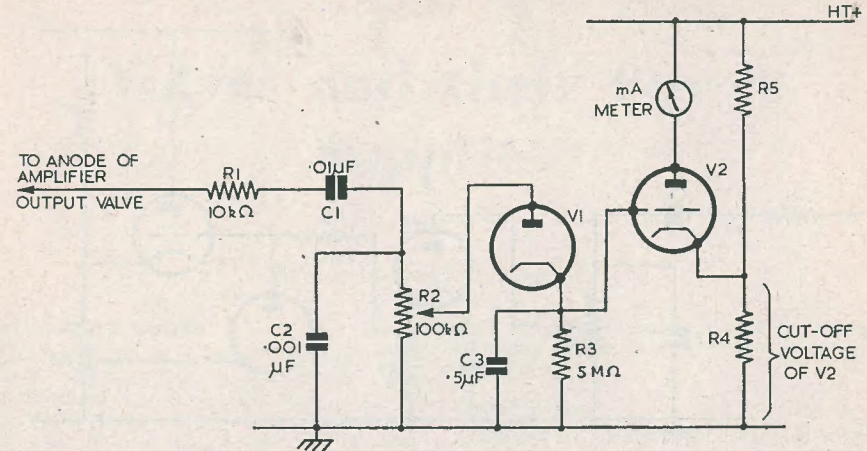 HT+
mA
METER
R5
TO ANODE OF
AMPLIFIER
OUTPUT VALVE
R1
10kΩ
·01μF
C1
V1
V2
R2
100kΩ
C2
·001
μF
C3
·5μF
R3
5MΩ
R4
CUT-OFF
VOLTAGE
OF V2